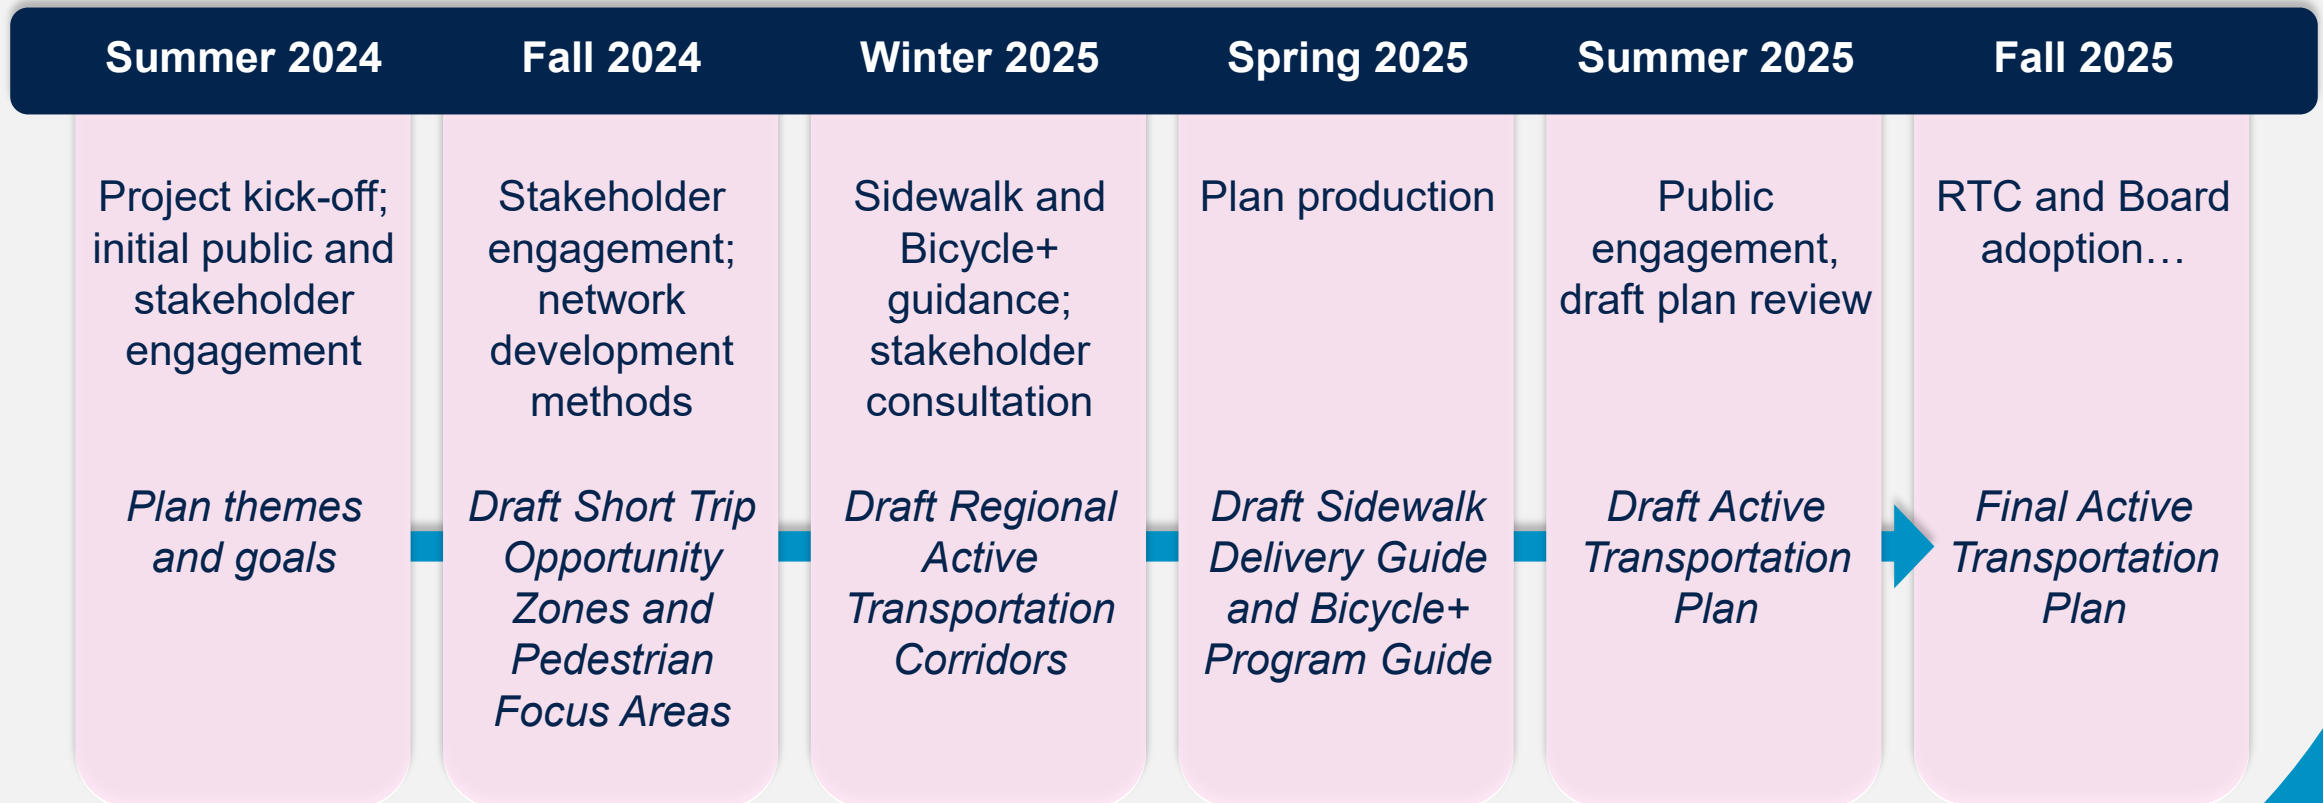 Summer 2024
Fall 2024
Winter 2025
Spring 2025
Summer 2025
Fall 2025
Project kick-off;
initial public and
stakeholder
engagement
Plan themes
and goals
Stakeholder
engagement;
network
development
methods
Draft Short Trip
Opportunity
Zones and
Pedestrian
Focus Areas
Sidewalk and
Bicycle+
guidance;
stakeholder
consultation
Draft Regional
Active
Transportation
Corridors
Plan production
Draft Sidewalk
Delivery Guide
and Bicycle+
Program Guide
Public
engagement,
draft plan review
Draft Active
Transportation
Plan
RTC and Board
adoption…
Final Active
Transportation
Plan